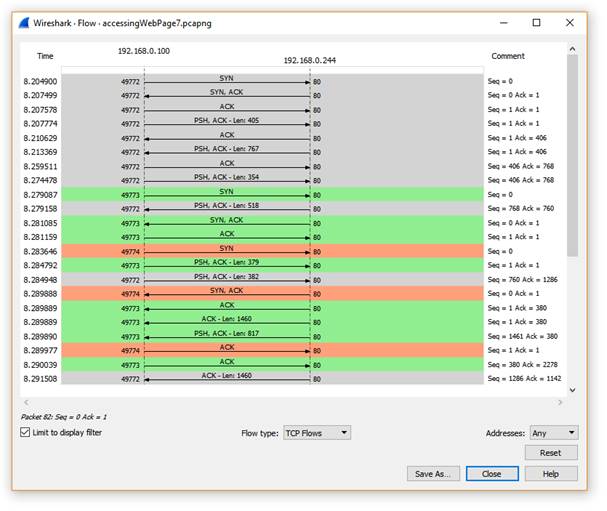 Wireshark · Flow · accessingWebPage7.pcapng
Time 192.168.0.100 192.168.0.244 Comment
8.204900 49772 SYN 80 Seq = 0
8.207499 49772 SYN, ACK 80 Seq = 0 Ack = 1
8.207578 49772 ACK 80 Seq = 1 Ack = 1
8.207774 49772 PSH, ACK - Len: 405 80 Seq = 1 Ack = 1
8.210629 49772 ACK 80 Seq = 1 Ack = 406
8.213369 49772 PSH, ACK - Len: 767 80 Seq = 1 Ack = 406
8.259511 49772 ACK 80 Seq = 406 Ack = 768
8.274478 49772 PSH, ACK - Len: 354 80 Seq = 406 Ack = 768
8.279087 49773 SYN 80 Seq = 0
8.279158 49772 PSH, ACK - Len: 518 80 Seq = 768 Ack = 760
8.281085 49773 SYN, ACK 80 Seq = 0 Ack = 1
8.281159 49773 ACK 80 Seq = 1 Ack = 1
8.283646 49774 SYN 80 Seq = 0
8.284792 49773 PSH, ACK - Len: 379 80 Seq = 1 Ack = 1
8.284948 49772 PSH, ACK - Len: 382 80 Seq = 760 Ack = 1286
8.289888 49774 SYN, ACK 80 Seq = 0 Ack = 1
8.289889 49773 ACK 80 Seq = 1 Ack = 380
8.289889 49773 ACK - Len: 1460 80 Seq = 1 Ack = 380
8.289890 49773 PSH, ACK - Len: 817 80 Seq = 1461 Ack = 380
8.289977 49774 ACK 80 Seq = 1 Ack = 1
8.290039 49773 ACK 80 Seq = 380 Ack = 2278
8.291508 49772 ACK - Len: 1460 80 Seq = 1286 Ack = 1142
Packet 82: Seq = 0 Ack = 1
Limit to display filter Flow type: TCP Flows Addresses: Any
Reset
Save As... Close Help